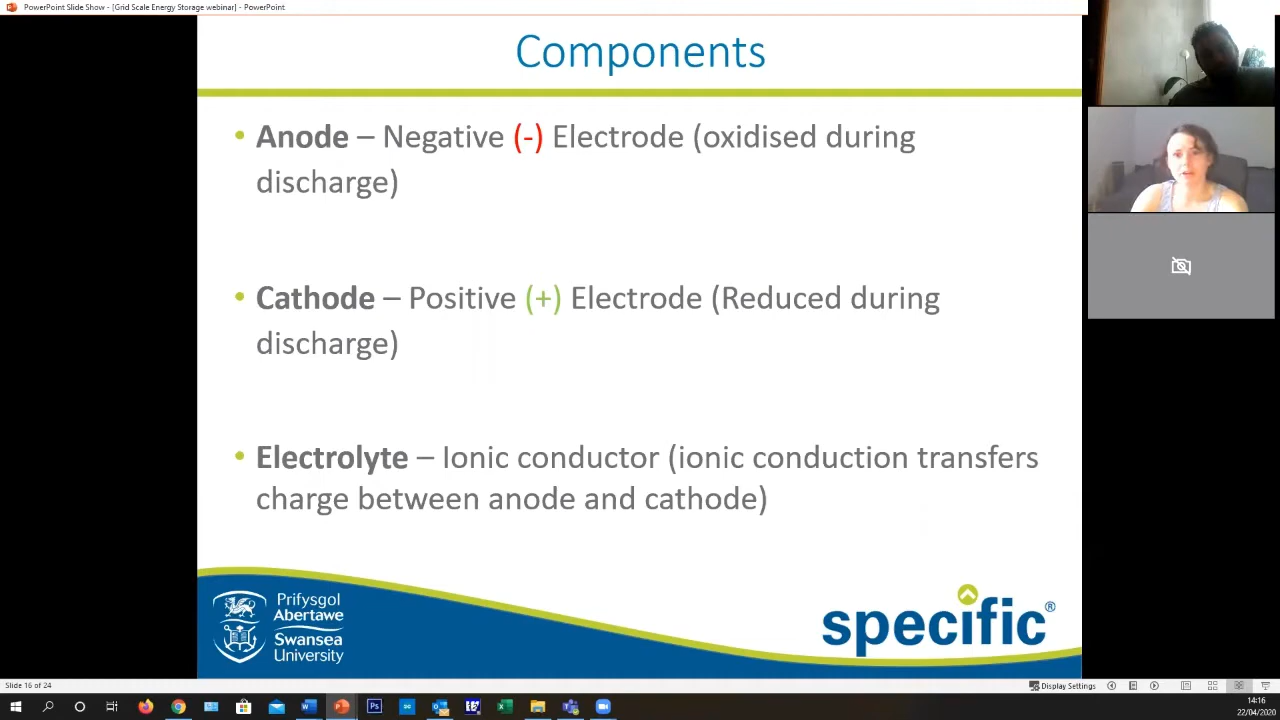 PowerPoint Slide Show - [Grid Scale Energy Storage webinar] - PowerPoint
Components
• Anode – Negative (-) Electrode (oxidised during
discharge)
• Cathode – Positive (+) Electrode (Reduced during
discharge)
• Electrolyte – Ionic conductor (ionic conduction transfers
charge between anode and cathode)
Prifysgol
Abertawe
Swansea
University
specific®
Slide 16 of 24
Display Settings
14:16
22/04/2020